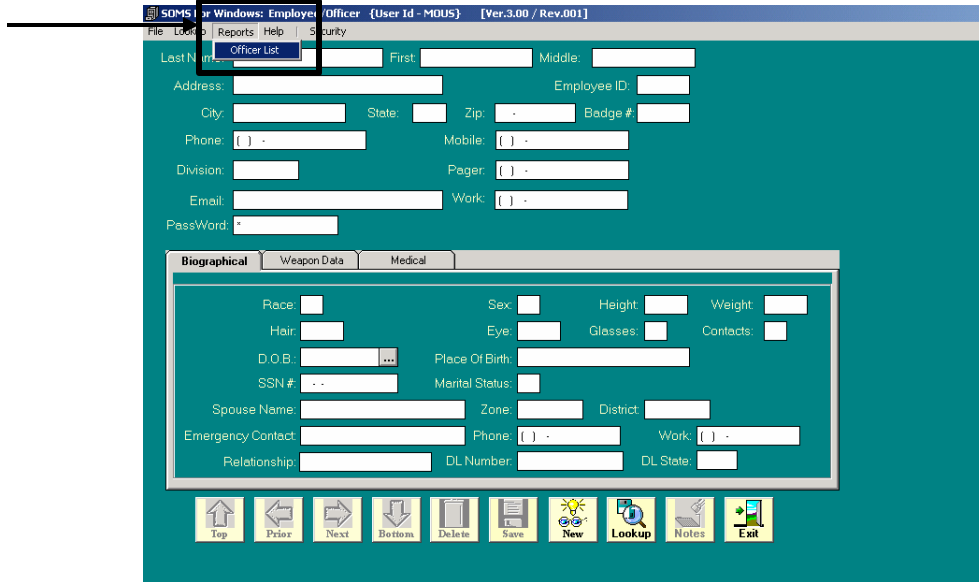 SOMS For Windows: Employee/Officer {User Id - MOUS} [Ver.3.00 / Rev.001]
File Lookup Reports Help | Security
Officer List
Last Name: First: Middle:
Address: Employee ID:
City: State: Zip: - Badge #:
Phone: ( ) - Mobile: ( ) -
Division: Pager: ( ) -
Email: Work: ( ) -
PassWord: *
Biographical Weapon Data Medical
Race: Sex: Height: Weight:
Hair: Eye: Glasses: Contacts:
D.O.B.: ... Place Of Birth:
SSN #: - - Marital Status:
Spouse Name: Zone: District:
Emergency Contact: Phone: ( ) - Work: ( ) -
Relationship: DL Number: DL State:
Top Prior Next Bottom Delete Save New Lookup Notes Exit